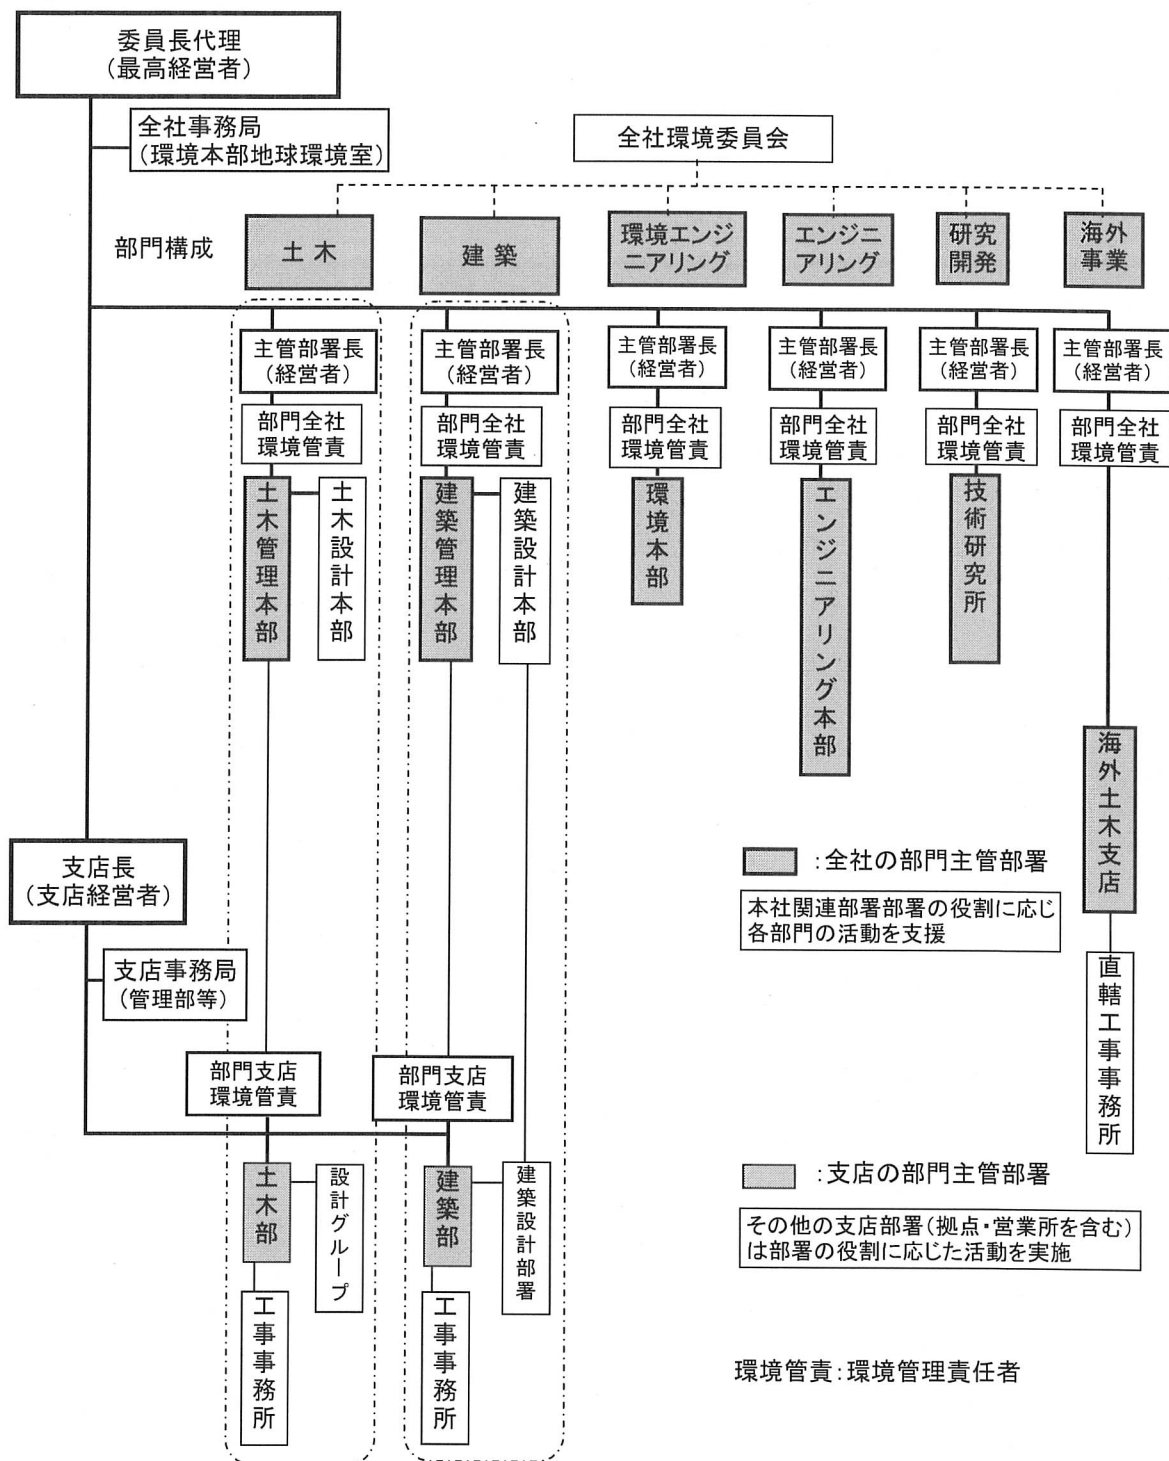 委員長代理
(最高経営者)
全社事務局
(環境本部地球環境室)
全社環境委員会
部門構成
土木
建築
環境エンジ
ニアリング
エンジニ
アリング
研究
開発
海外
事業
主管部署長
(経営者)
主管部署長
(経営者)
主管部署長
(経営者)
主管部署長
(経営者)
主管部署長
(経営者)
主管部署長
(経営者)
部門全社
環境管責
部門全社
環境管責
部門全社
環境管責
部門全社
環境管責
部門全社
環境管責
部門全社
環境管責
土木管理本部
土木設計本部
建築管理本部
建築設計本部
環境本部
エンジニアリング本部
技術研究所
海外土木支店
直轄工事事務所
支店長
(支店経営者)
支店事務局
(管理部等)
:全社の部門主管部署
本社関連部署部署の役割に応じ
各部門の活動を支援
部門支店
環境管責
部門支店
環境管責
土木部
設計グループ
建築部
建築設計部署
工事事務所
工事事務所
:支店の部門主管部署
その他の支店部署(拠点・営業所を含む)
は部署の役割に応じた活動を実施
環境管責:環境管理責任者